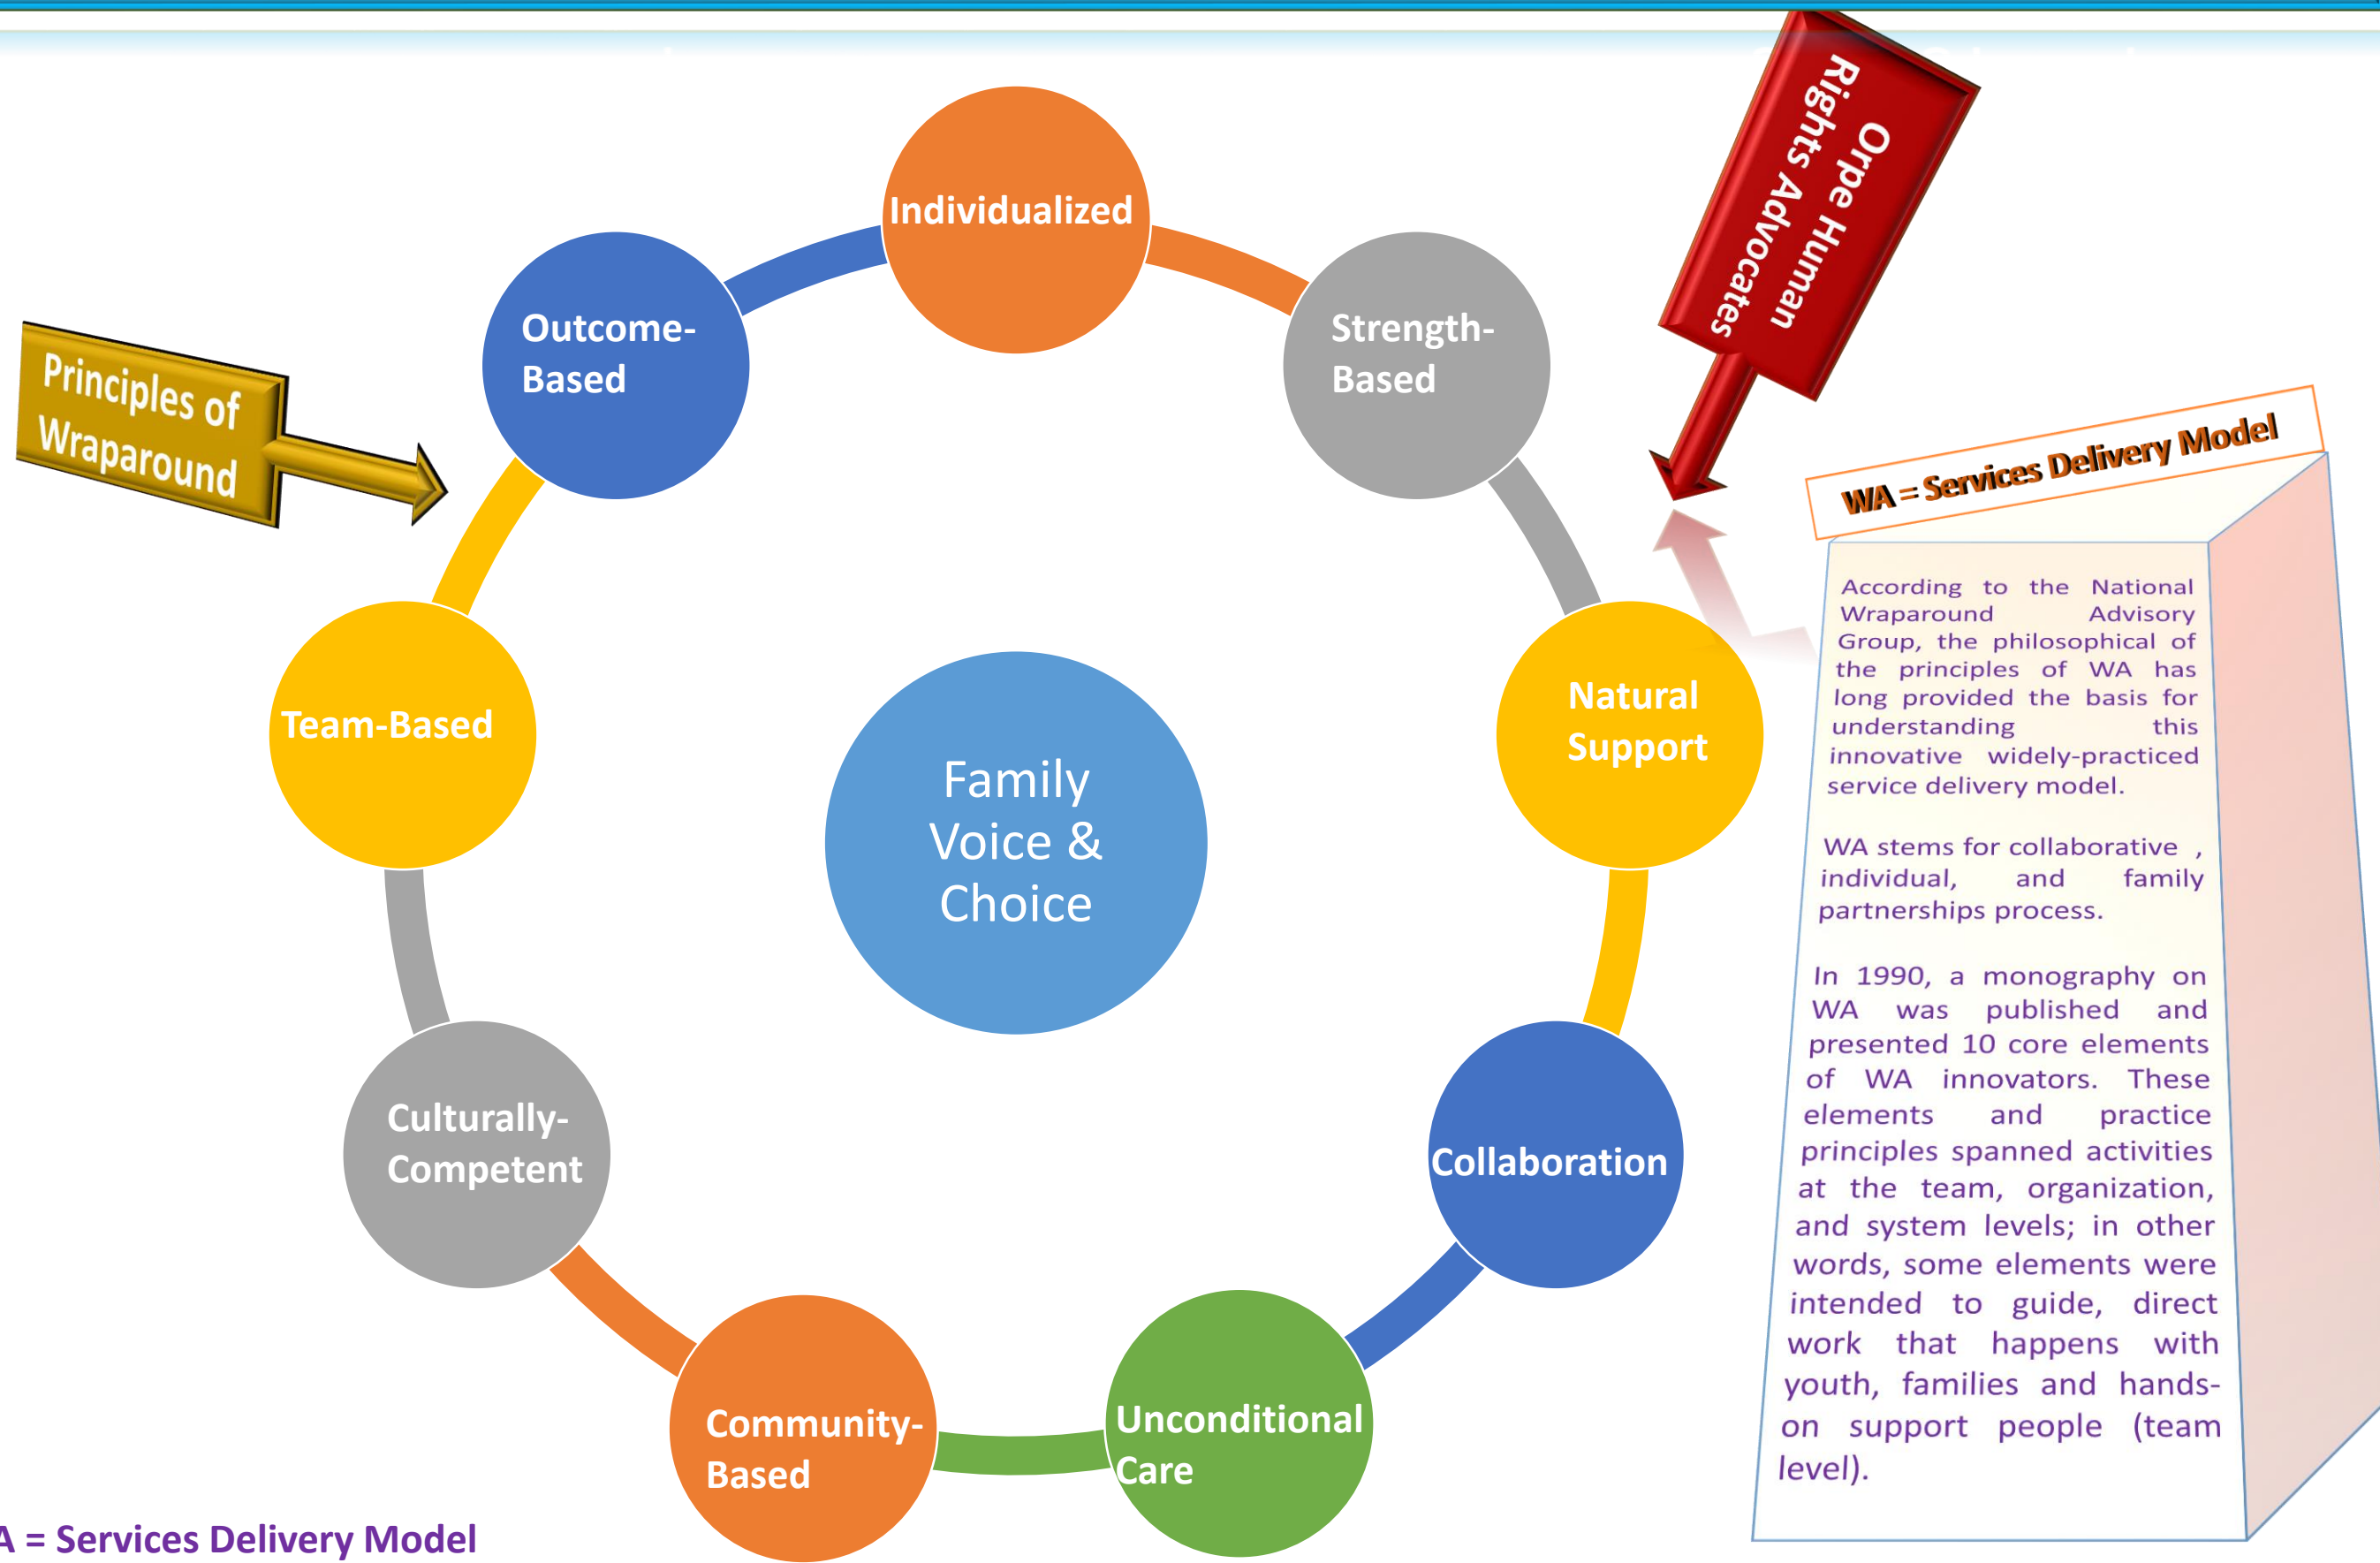 Orpe Human
Rights Advocates
Principles of
Wraparound
Individualized
Outcome-
Based
Strength-
Based
Team-Based
Natural
Support
Family
Voice &
Choice
Culturally-
Competent
Collaboration
Community-
Based
Unconditional
Care
WA = Services Delivery Model
According to the National
Wraparound Advisory
Group, the philosophical of
the principles of WA has
long provided the basis for
understanding this
innovative widely-practiced
service delivery model.
WA stems for collaborative ,
individual, and family
partnerships process.
In 1990, a monography on
WA was published and
presented 10 core elements
of WA innovators. These
elements and practice
principles spanned activities
at the team, organization,
and system levels; in other
words, some elements were
intended to guide, direct
work that happens with
youth, families and hands-
on support people (team
level).
A = Services Delivery Model